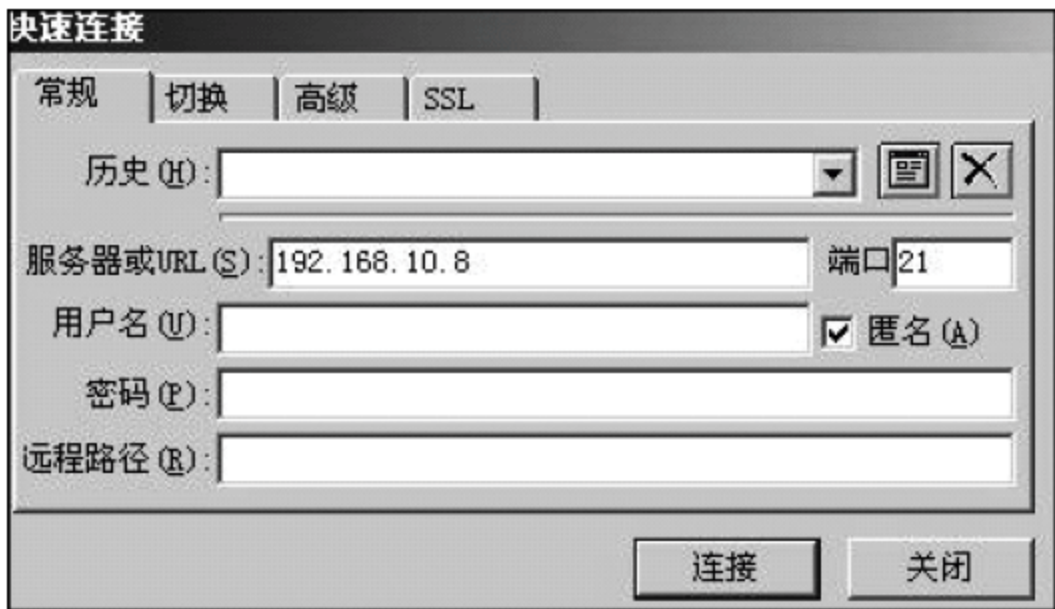 快速连接
常规 切换 高级 SSL
历史(H):
服务器或URL(S): 192.168.10.8 端口 21
用户名(U): 匿名(A)
密码(P):
远程路径(R):
连接 关闭